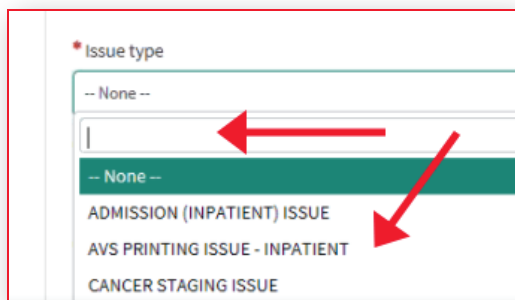 * Issue type
-- None --
-- None --
ADMISSION (INPATIENT) ISSUE
AVS PRINTING ISSUE - INPATIENT
CANCER STAGING ISSUE